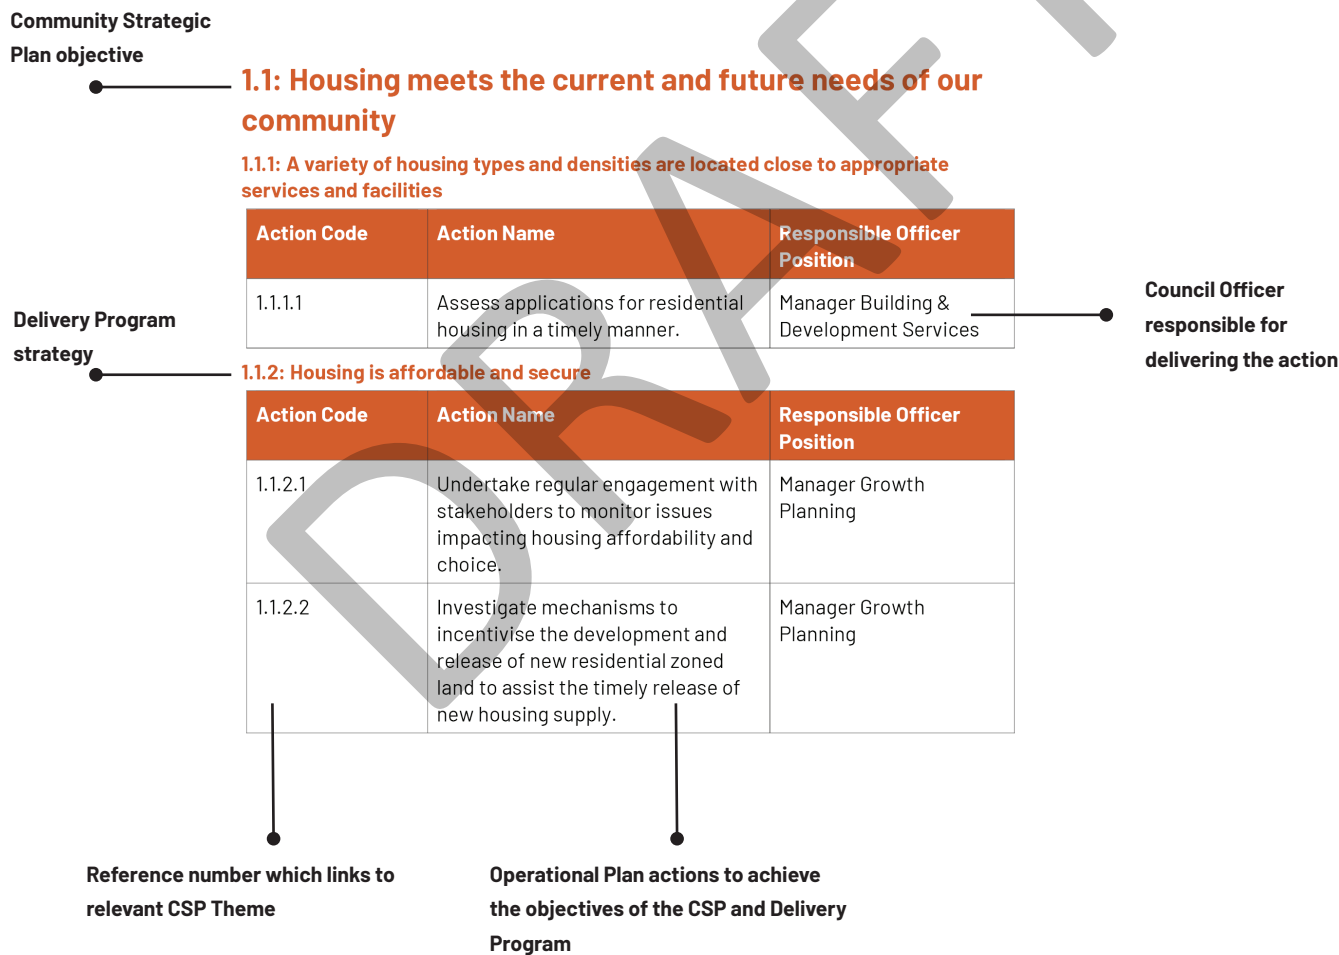 Community Strategic
Plan objective
1.1: Housing meets the current and future needs of our
community
1.1.1: A variety of housing types and densities are located close to appropriate
services and facilities
Action Code
Action Name
Responsible Officer
Position
1.1.1.1
Assess applications for residential
housing in a timely manner.
Manager Building &
Development Services
Council Officer
responsible for
delivering the action
Delivery Program
strategy
1.1.2: Housing is affordable and secure
Action Code
Action Name
Responsible Officer
Position
1.1.2.1
Undertake regular engagement with
stakeholders to monitor issues
impacting housing affordability and
choice.
Manager Growth
Planning
1.1.2.2
Investigate mechanisms to
incentivise the development and
release of new residential zoned
land to assist the timely release of
new housing supply.
Manager Growth
Planning
Reference number which links to
relevant CSP Theme
Operational Plan actions to achieve
the objectives of the CSP and Delivery
Program
DRAFT